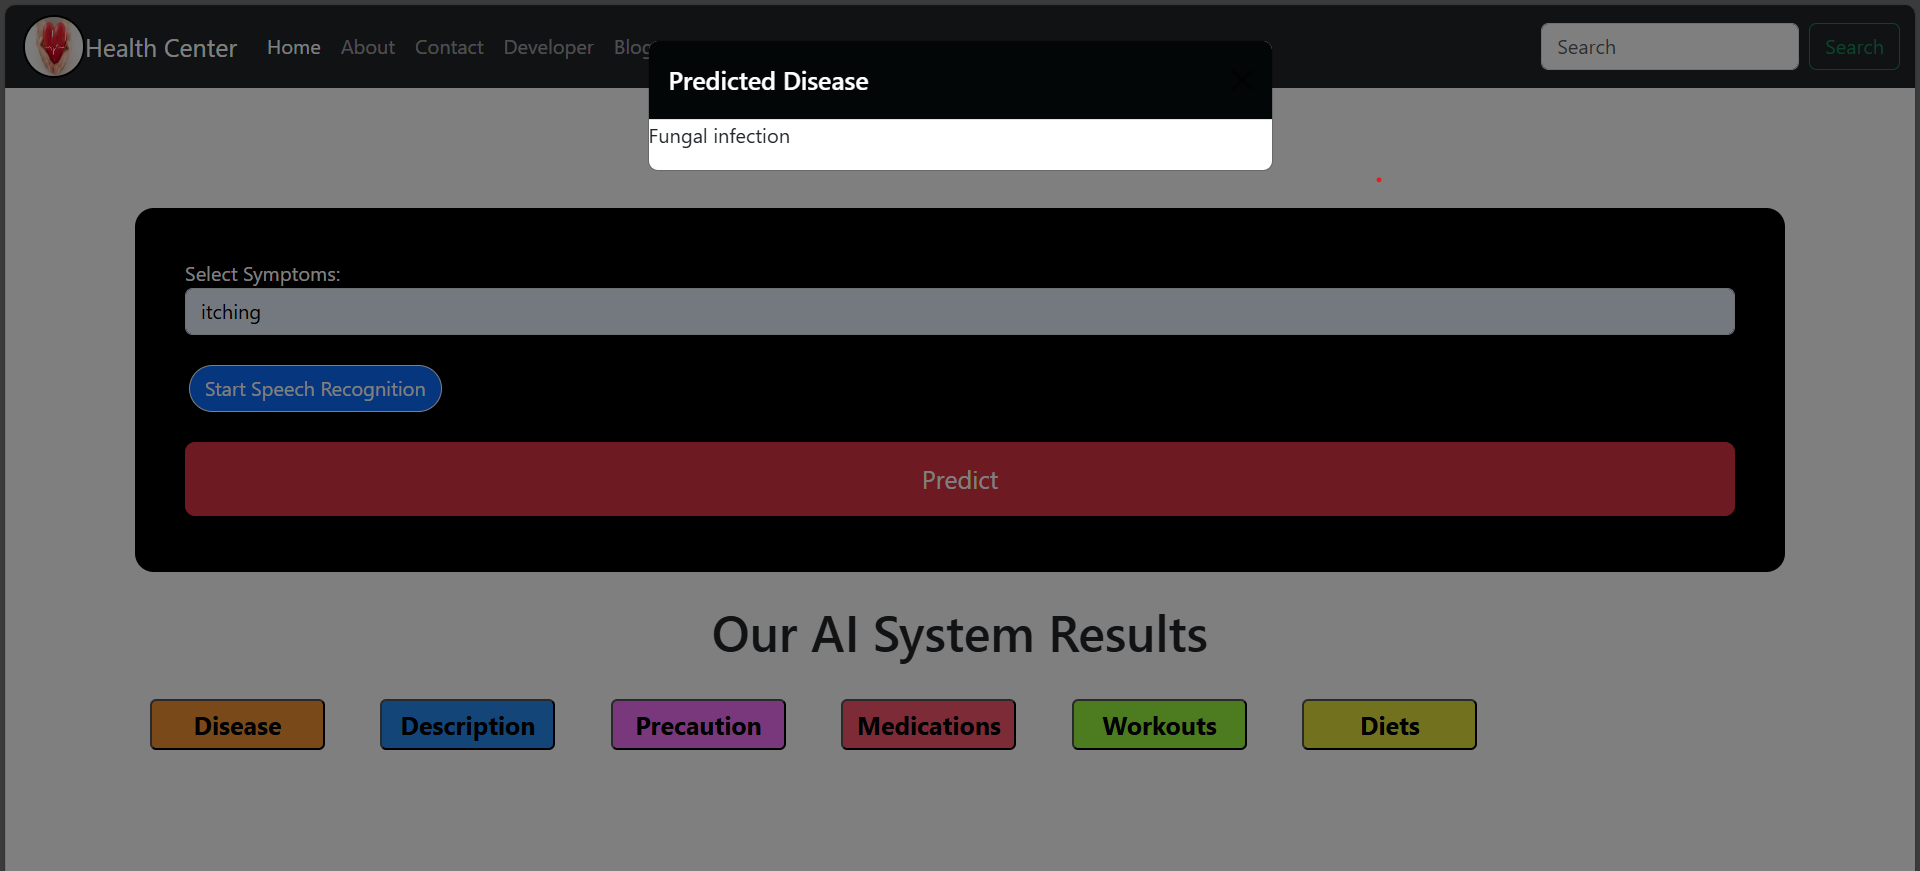 Health Center Home About Contact Developer Blog Search Search
Predicted Disease
Fungal infection
Select Symptoms:
itching
Start Speech Recognition
Predict
Our AI System Results
Disease Description Precaution Medications Workouts Diets